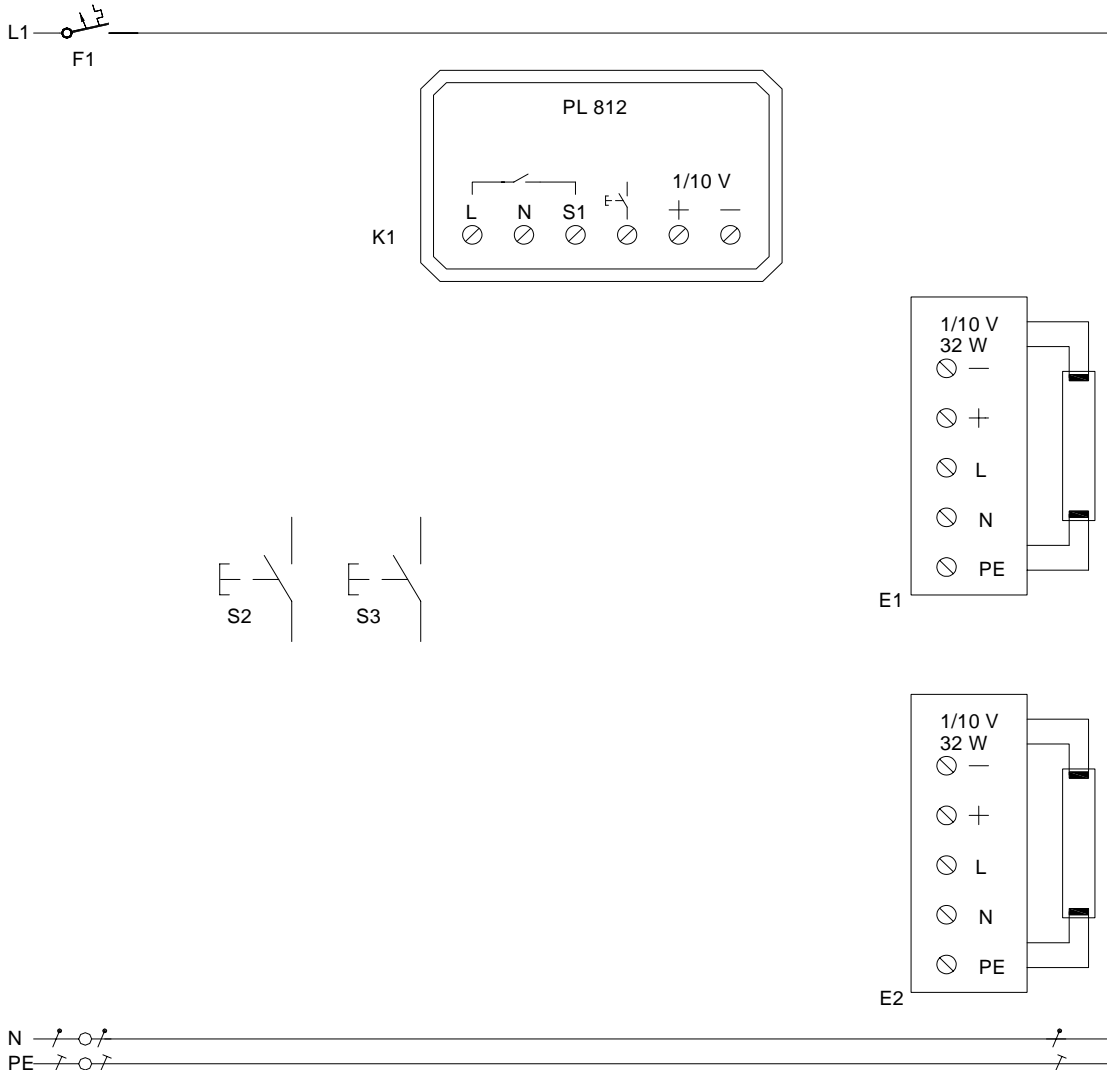 L1
F1
PL 812
1/10 V
L N S1 + −
K1
1/10 V
32 W
−
+
L
N
PE
E1
S2 S3
1/10 V
32 W
−
+
L
N
PE
E2
N
PE